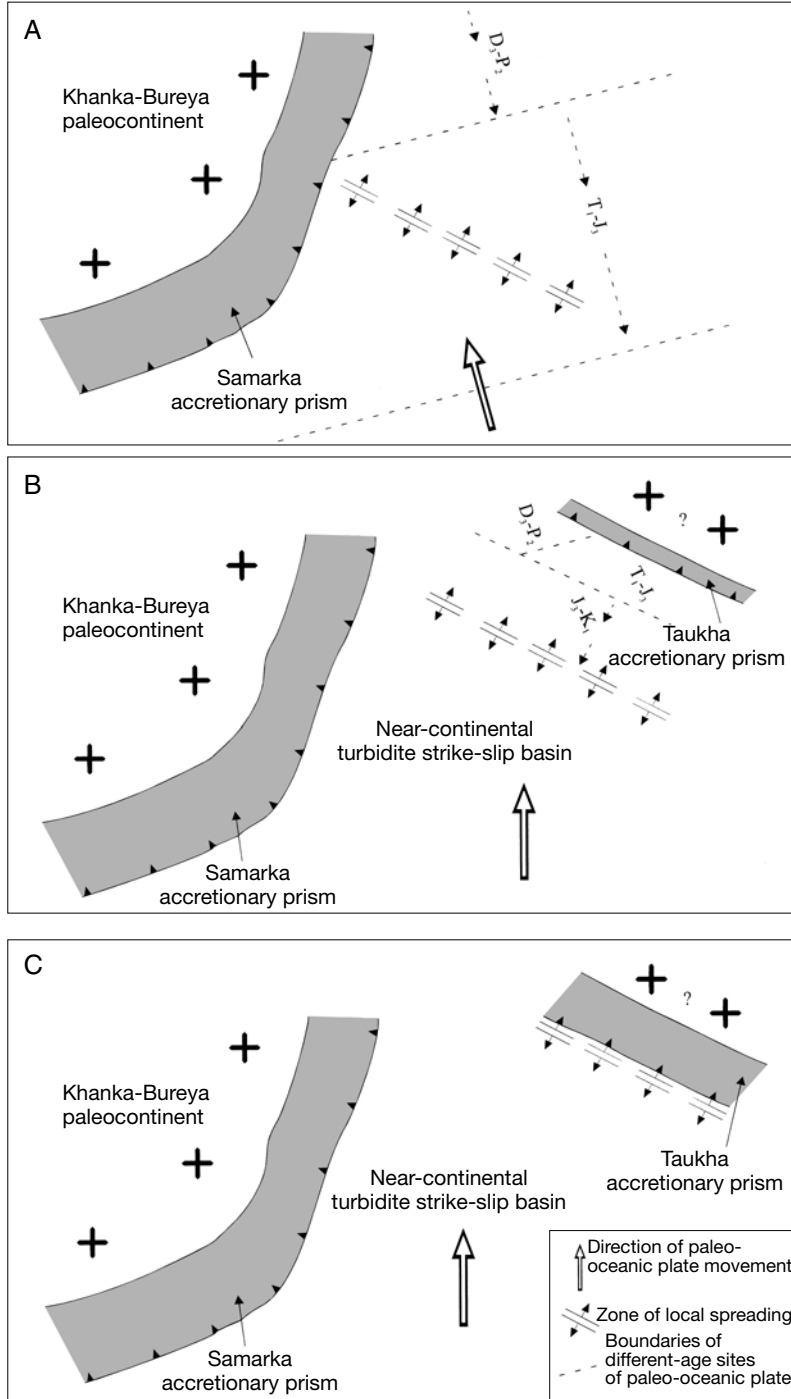 A
D₃-P₂
Khanka-Bureya
paleocontinent
T₁-J₃
Samarka
accretionary prism
B
?
D₃-P₂
T₁-J₃
J₃-K₁
Khanka-Bureya
paleocontinent
Taukha
accretionary prism
Near-continental
turbidite strike-slip basin
Samarka
accretionary prism
C
?
Khanka-Bureya
paleocontinent
Taukha
accretionary prism
Near-continental
turbidite strike-slip basin
Samarka
accretionary prism
Direction of paleo-
oceanic plate movement
Zone of local spreading
Boundaries of
different-age sites
of paleo-oceanic plate